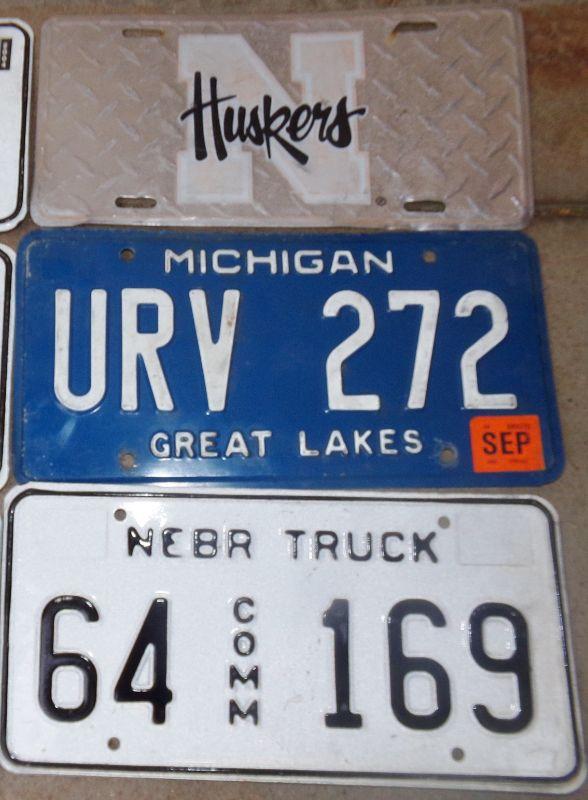 N
Huskers
®
MICHIGAN
URV 272
GREAT LAKES
SEP
NEBR TRUCK
64 COMM 169